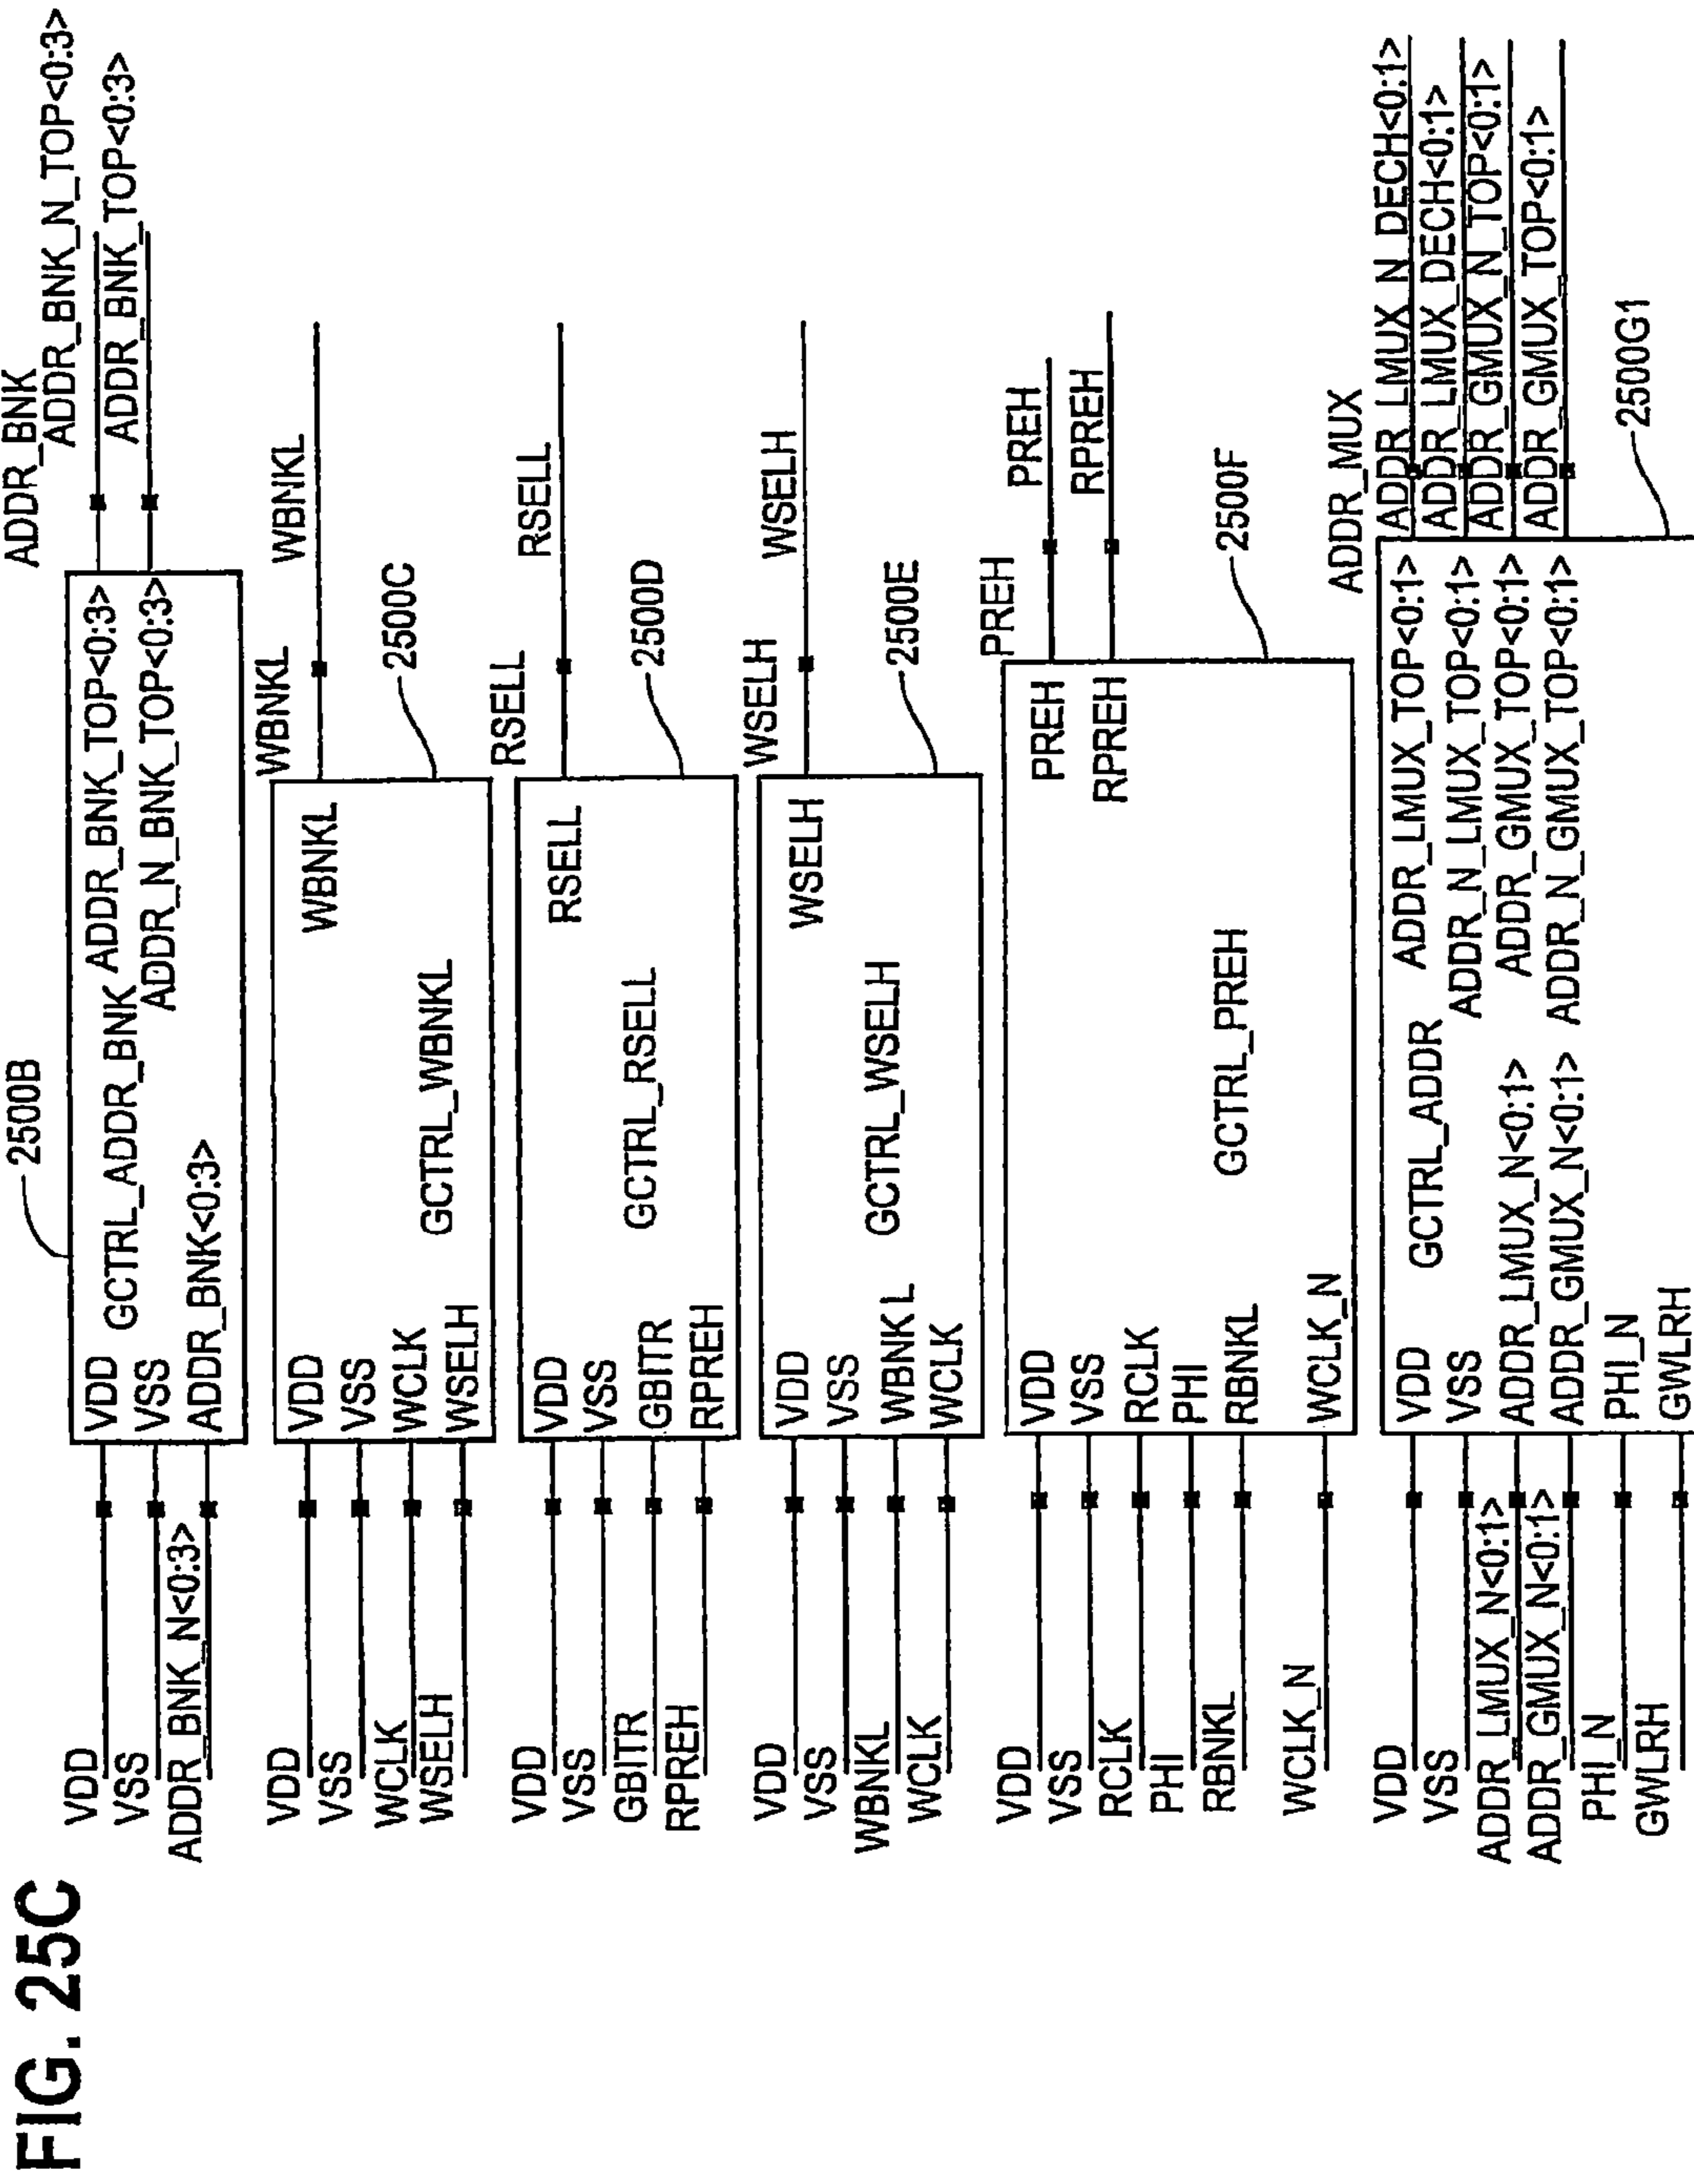 FIG. 25C
2500B
ADDR_BNK
VDD
VSS
ADDR_BNK_N<0:3>
VDD
VSS
ADDR_BNK<0:3>
GCTRL_ADDR_BNK
ADDR_BNK_TOP<0:3>
ADDR_N_BNK_TOP<0:3>
ADDR_BNK_N_TOP<0:3>
ADDR_BNK_TOP<0:3>
VDD
VSS
WCLK
WSELH
VDD
VSS
WCLK
WSELH
GCTRL_WBNKL
WBNKL
WBNKL
WBNKL
2500C
VDD
VSS
GBITR
RPREH
VDD
VSS
GBITR
RPREH
GCTRL_RSELL
RSELL
RSELL
RSELL
2500D
VDD
VSS
WBNKL
WCLK
VDD
VSS
WBNKL
WCLK
GCTRL_WSELH
WSELH
WSELH
WSELH
2500E
VDD
VSS
RCLK
PHI
RBNKL
WCLK_N
VDD
VSS
RCLK
PHI
RBNKL
WCLK_N
GCTRL_PREH
PREH
RPREH
PREH
PREH
RPREH
2500F
VDD
VSS
ADDR_LMUX_N<0:1>
ADDR_GMUX_N<0:1>
PHI_N
GWLRH
VDD
VSS
ADDR_LMUX_N<0:1>
ADDR_GMUX_N<0:1>
PHI_N
GWLRH
GCTRL_ADDR
ADDR_LMUX_TOP<0:1>
ADDR_N_LMUX_TOP<0:1>
ADDR_GMUX_TOP<0:1>
ADDR_N_GMUX_TOP<0:1>
ADDR_MUX
ADDR_LMUX_N_DECH<0:1>
ADDR_LMUX_DECH<0:1>
ADDR_GMUX_N_TOP<0:1>
ADDR_GMUX_TOP<0:1>
2500G1